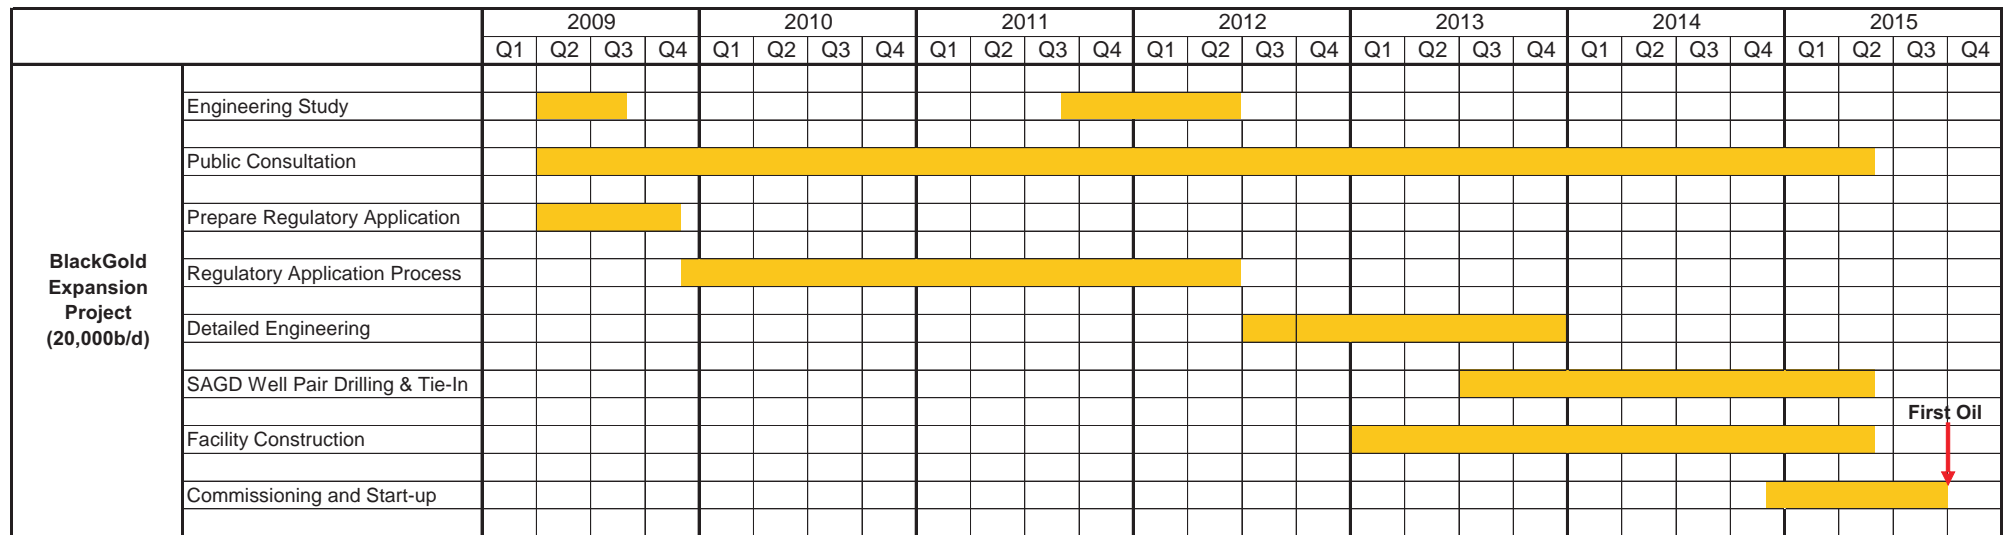 2009 2010 2011 2012 2013 2014 2015
Q1 Q2 Q3 Q4 Q1 Q2 Q3 Q4 Q1 Q2 Q3 Q4 Q1 Q2 Q3 Q4 Q1 Q2 Q3 Q4 Q1 Q2 Q3 Q4 Q1 Q2 Q3 Q4
BlackGold
Expansion
Project
(20,000b/d)
Engineering Study
Public Consultation
Prepare Regulatory Application
Regulatory Application Process
Detailed Engineering
SAGD Well Pair Drilling & Tie-In
First Oil
Facility Construction
Commissioning and Start-up